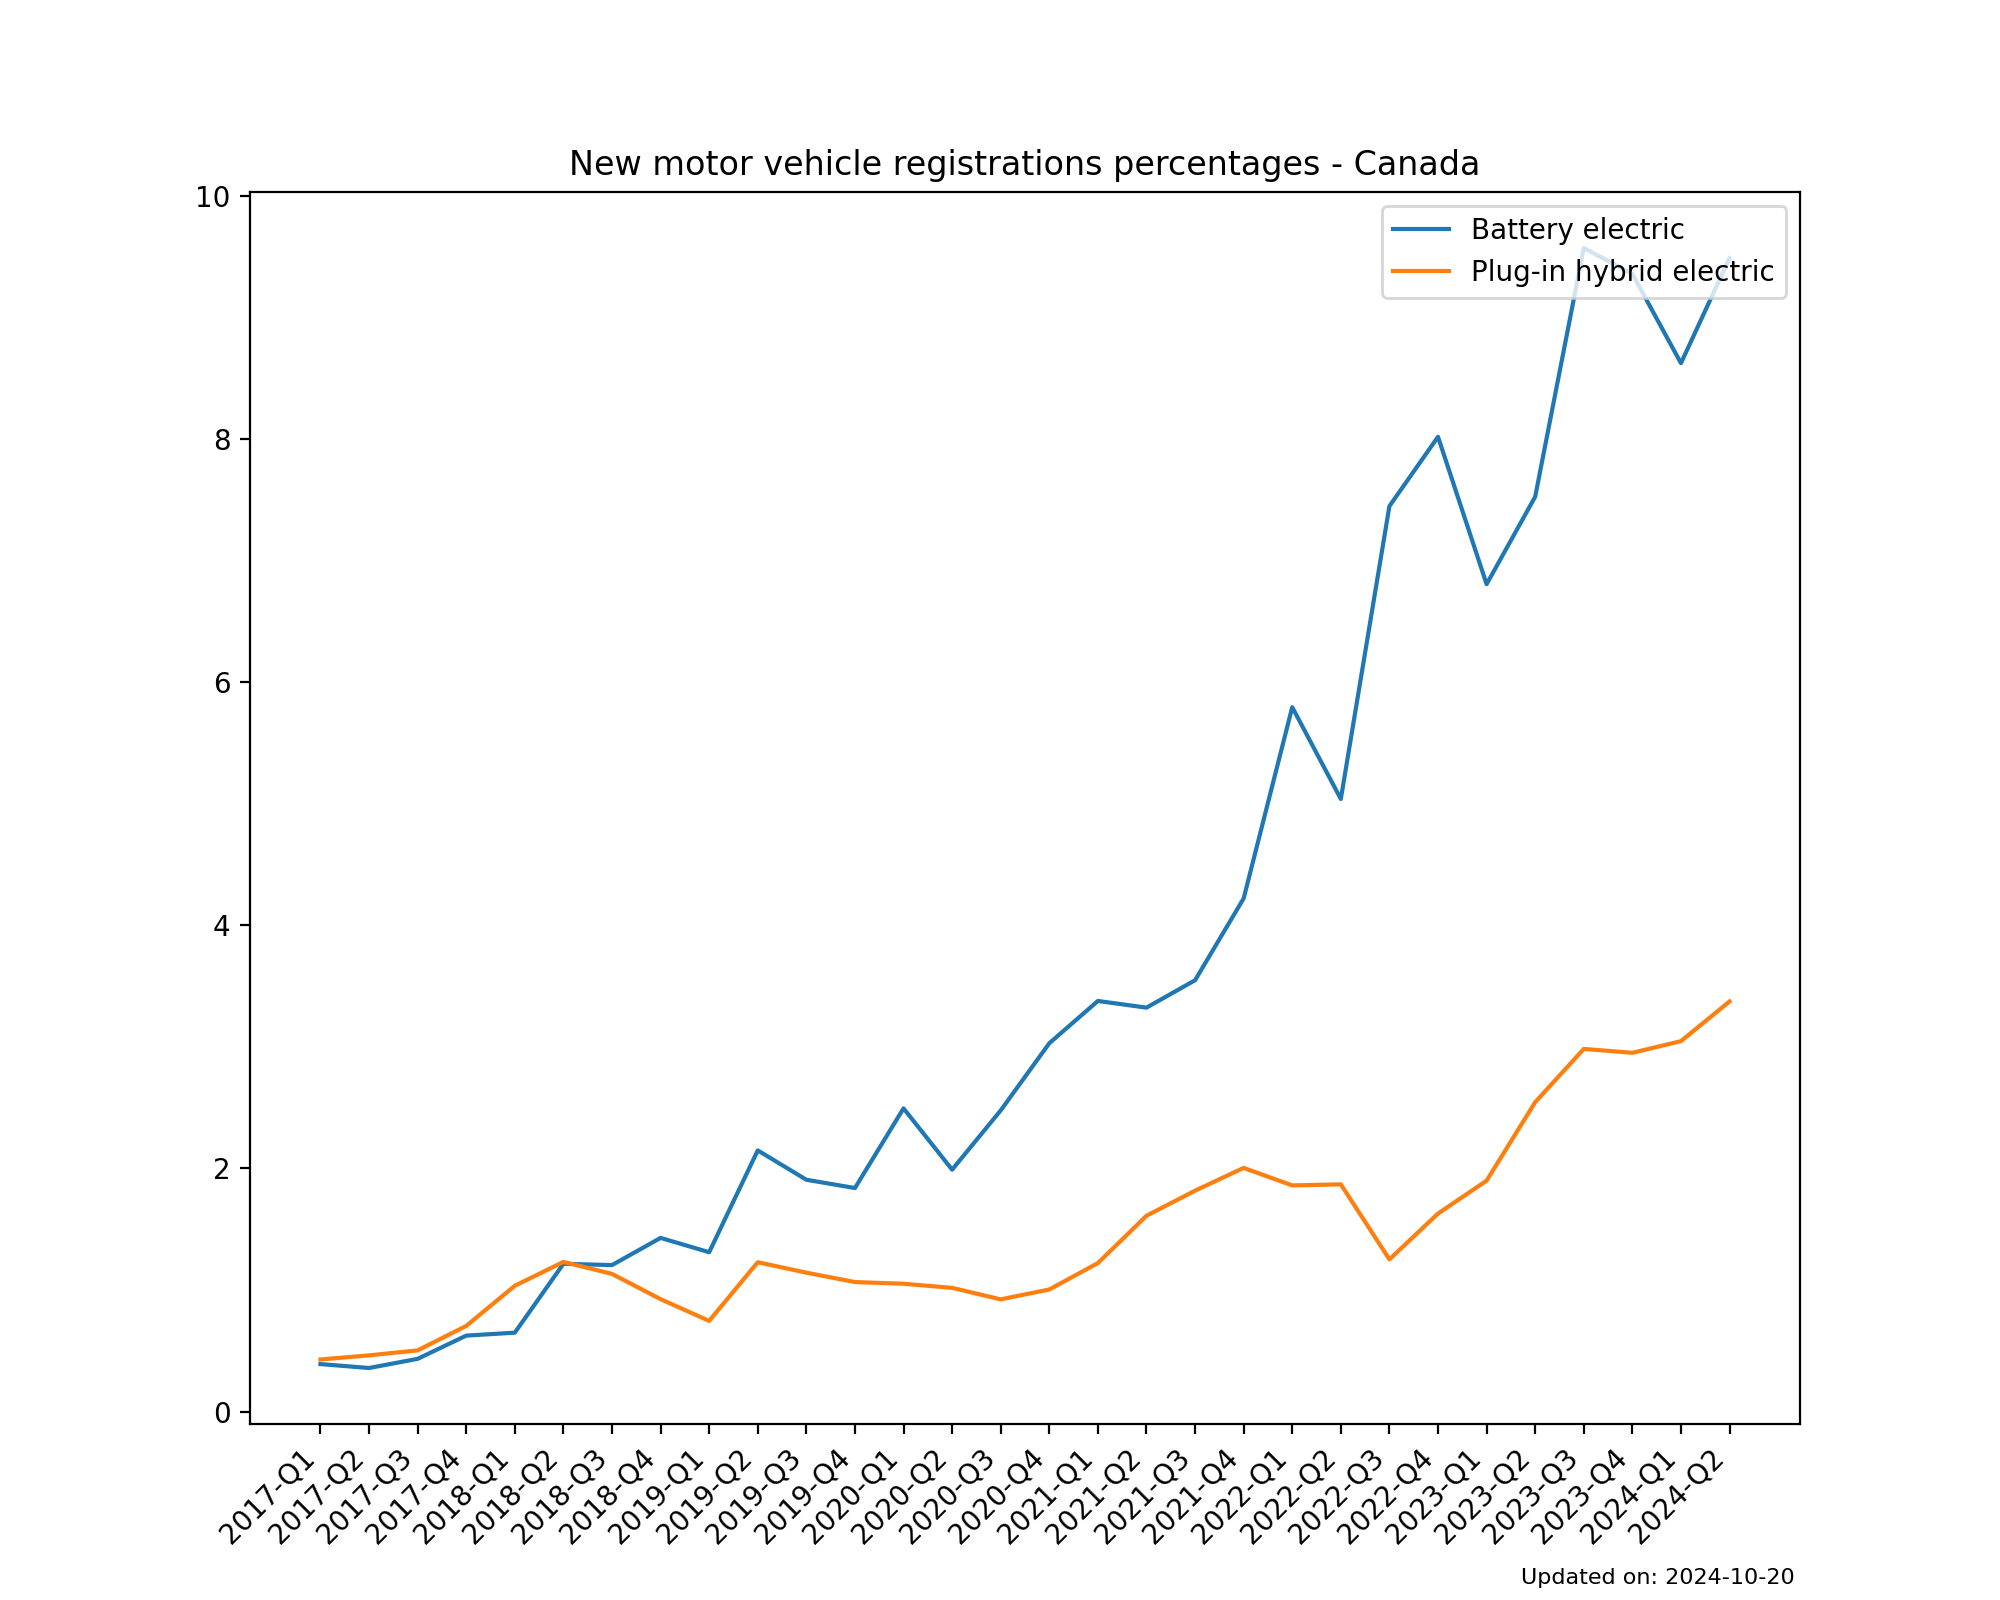 New motor vehicle registrations percentages - Canada
10
8
6
4
2
0
Battery electric
Plug-in hybrid electric
2017-Q1
2017-Q2
2017-Q3
2017-Q4
2018-Q1
2018-Q2
2018-Q3
2018-Q4
2019-Q1
2019-Q2
2019-Q3
2019-Q4
2020-Q1
2020-Q2
2020-Q3
2020-Q4
2021-Q1
2021-Q2
2021-Q3
2021-Q4
2022-Q1
2022-Q2
2022-Q3
2022-Q4
2023-Q1
2023-Q2
2023-Q3
2023-Q4
2024-Q1
2024-Q2
Updated on: 2024-10-20